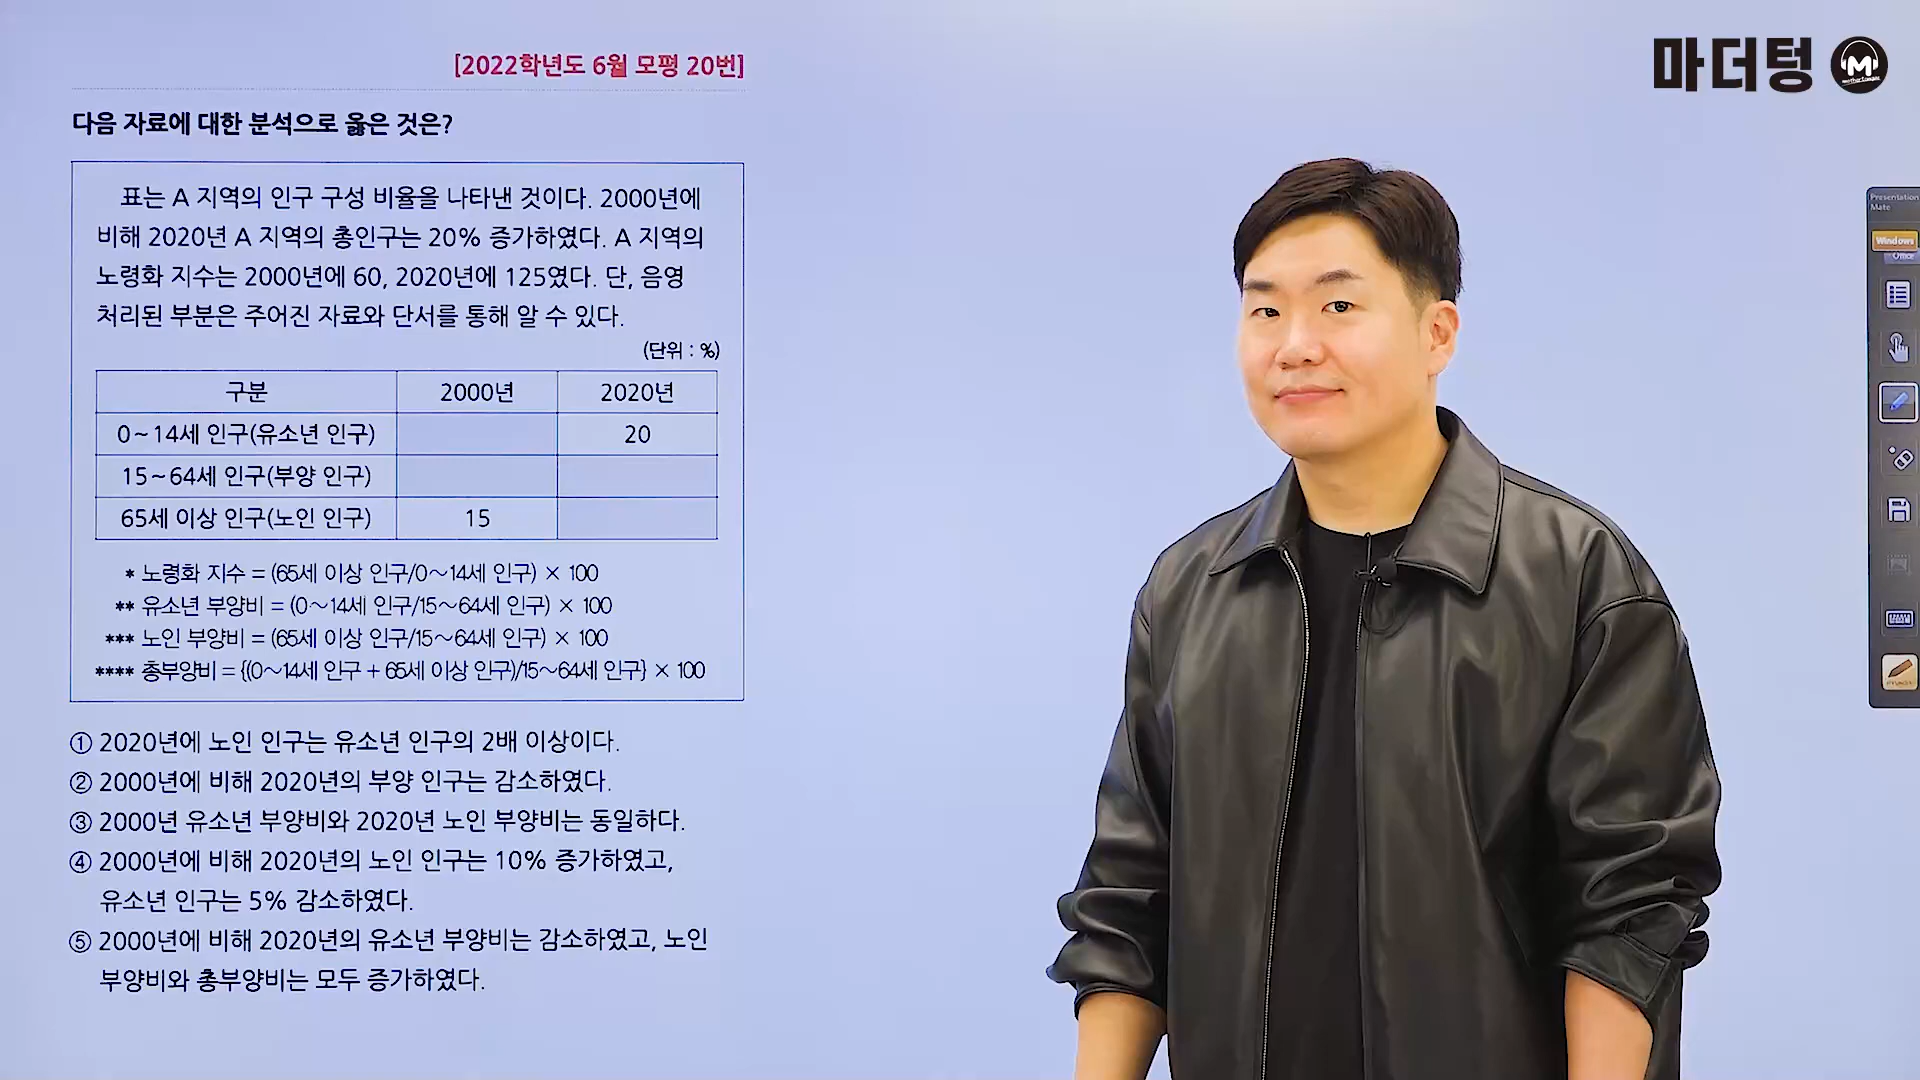 [2022학년도 6월 모평 20번]
다음 자료에 대한 분석으로 옳은 것은?
표는 A 지역의 인구 구성 비율을 나타낸 것이다. 2000년에
비해 2020년 A 지역의 총인구는 20% 증가하였다. A 지역의
노령화 지수는 2000년에 60, 2020년에 125였다. 단, 음영
처리된 부분은 주어진 자료와 단서를 통해 알 수 있다.
(단위 : %)
구분 2000년 2020년
0~14세 인구(유소년 인구) 20
15~64세 인구(부양 인구)
65세 이상 인구(노인 인구) 15
* 노령화 지수 = (65세 이상 인구/0~14세 인구) × 100
** 유소년 부양비 = (0~14세 인구/15~64세 인구) × 100
*** 노인 부양비 = (65세 이상 인구/15~64세 인구) × 100
**** 총부양비 = {(0~14세 인구 + 65세 이상 인구)/15~64세 인구} × 100
① 2020년에 노인 인구는 유소년 인구의 2배 이상이다.
② 2000년에 비해 2020년의 부양 인구는 감소하였다.
③ 2000년 유소년 부양비와 2020년 노인 부양비는 동일하다.
④ 2000년에 비해 2020년의 노인 인구는 10% 증가하였고,
유소년 인구는 5% 감소하였다.
⑤ 2000년에 비해 2020년의 유소년 부양비는 감소하였고, 노인
부양비와 총부양비는 모두 증가하였다.
마더텅 M
Presentation
Mate
Windows
Office